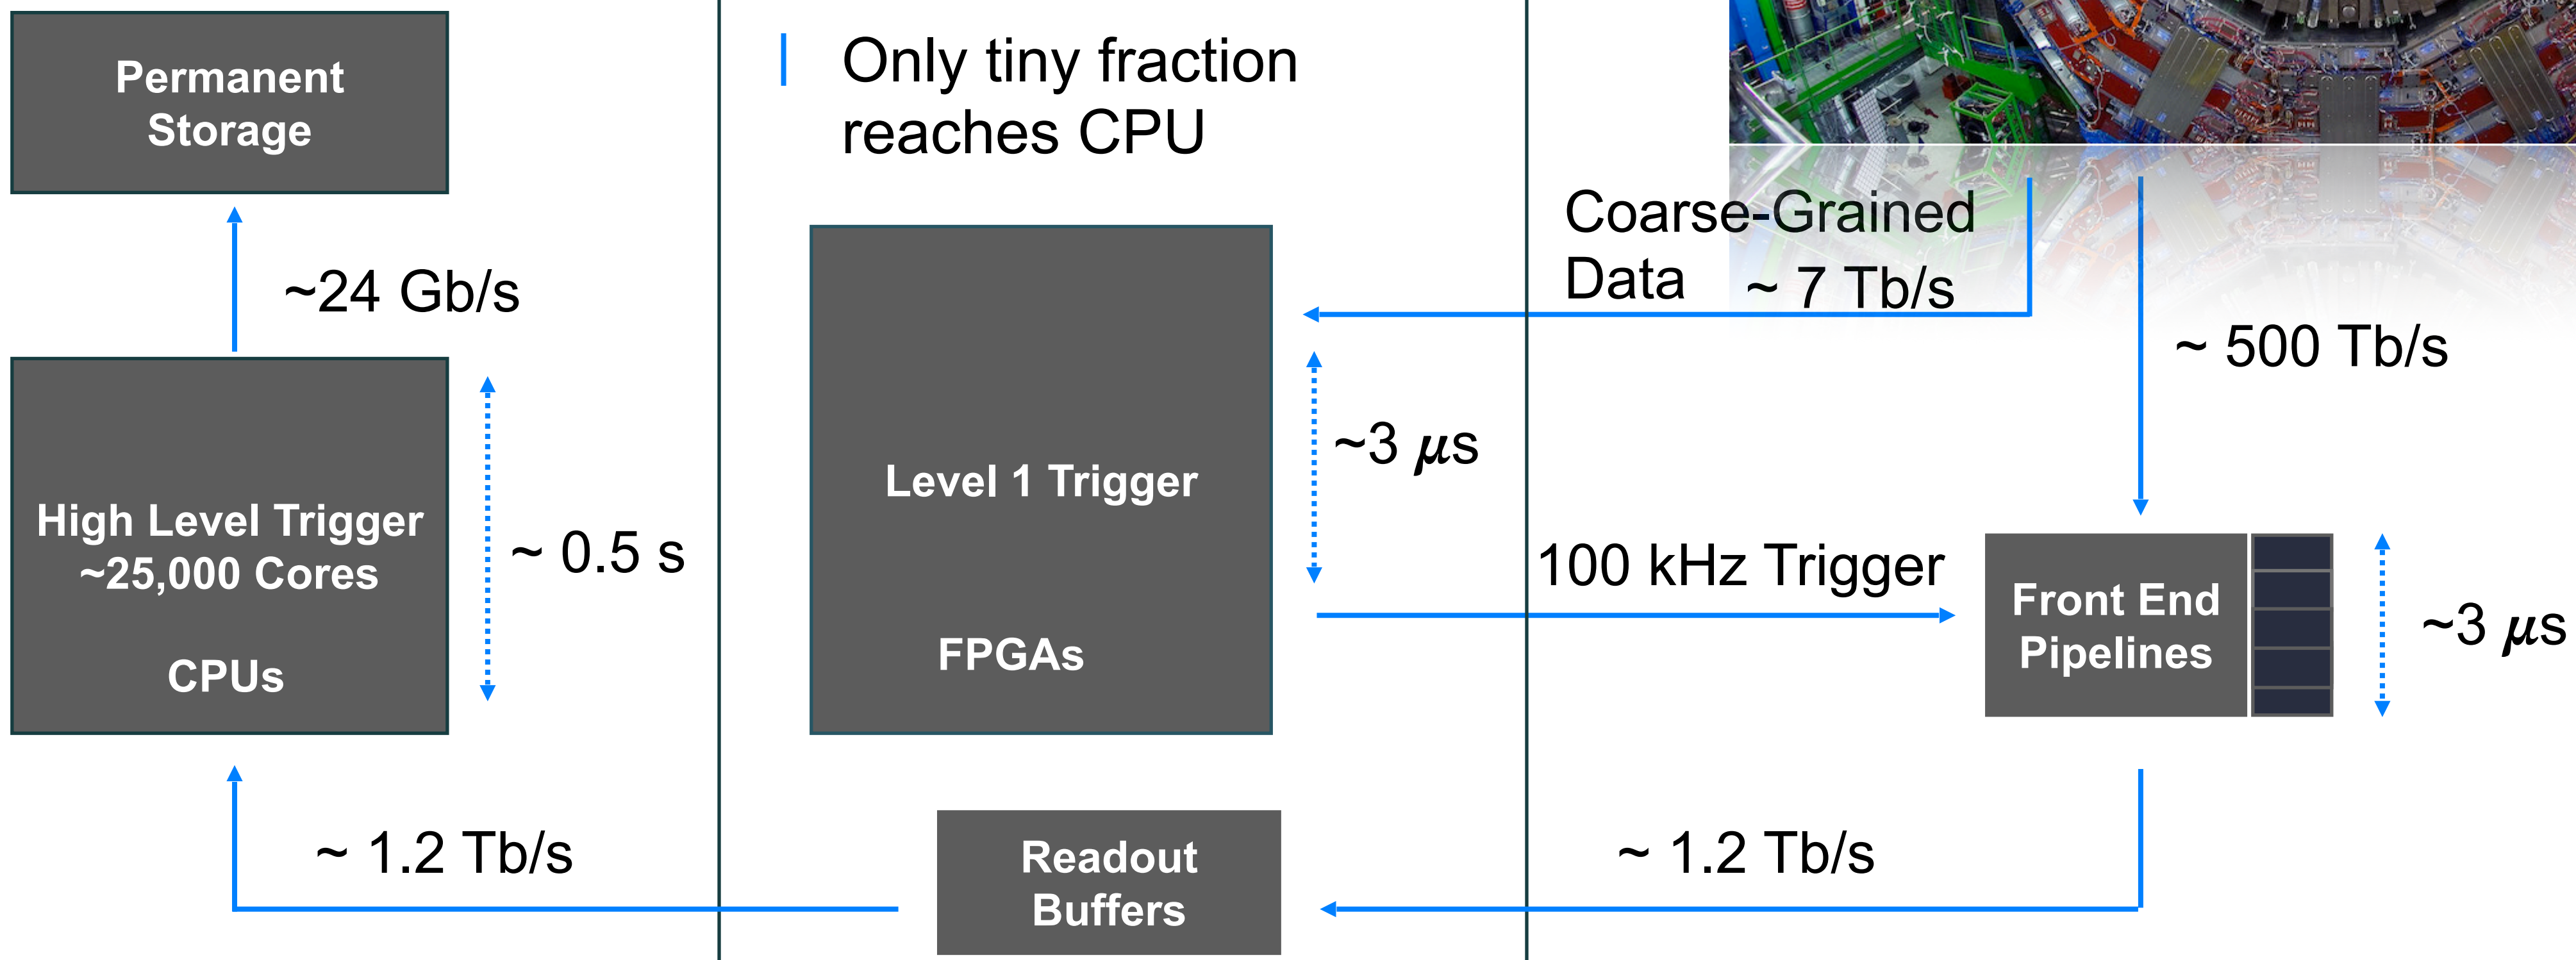 Permanent
Storage
~24 Gb/s
High Level Trigger
~25,000 Cores
CPUs
~ 0.5 s
~ 1.2 Tb/s
Only tiny fraction
reaches CPU
Level 1 Trigger
FPGAs
~3 μs
Readout
Buffers
Coarse-Grained
Data
~ 7 Tb/s
~ 500 Tb/s
100 kHz Trigger
Front End
Pipelines
~3 μs
~ 1.2 Tb/s